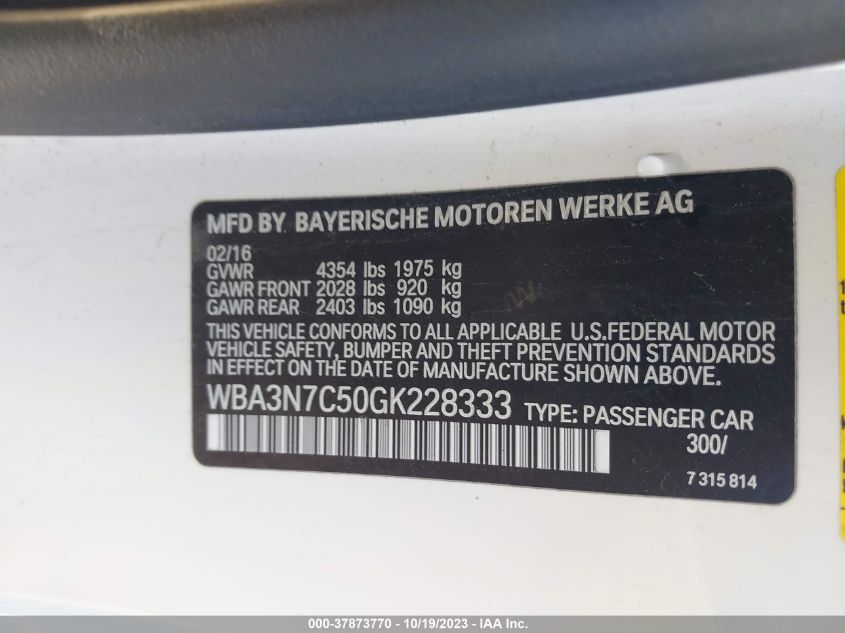 MFD BY BAYERISCHE MOTOREN WERKE AG
02/16
GVWR 4354 lbs 1975 kg
GAWR FRONT 2028 lbs 920 kg
GAWR REAR 2403 lbs 1090 kg
THIS VEHICLE CONFORMS TO ALL APPLICABLE U.S.FEDERAL MOTOR
VEHICLE SAFETY, BUMPER AND THEFT PREVENTION STANDARDS
IN EFFECT ON THE DATE OF MANUFACTURE SHOWN ABOVE.
WBA3N7C50GK228333 TYPE: PASSENGER CAR
300/
7 315 814
000-37873770 - 10/19/2023 - IAA Inc.